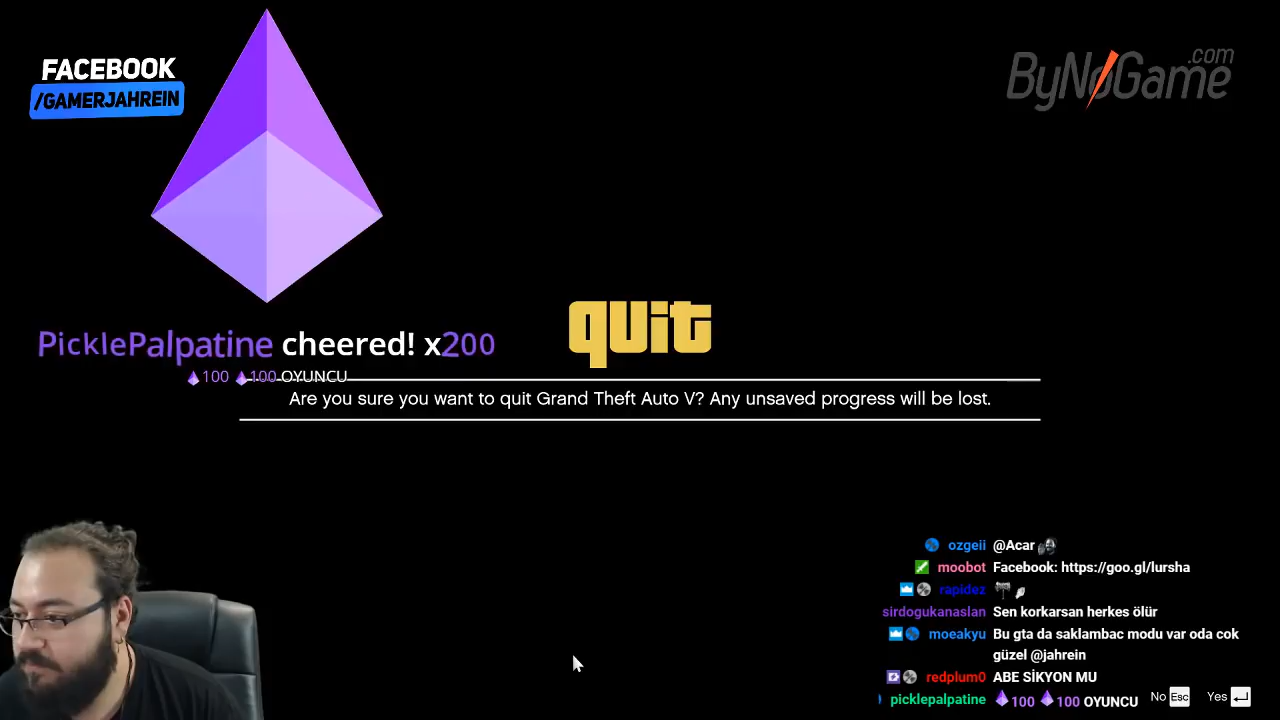 FACEBOOK
/GAMERJAHREIN
ByNoGame.com
PicklePalpatine cheered! x200
100 100 OYUNCU
quit
Are you sure you want to quit Grand Theft Auto V? Any unsaved progress will be lost.
ozgeii @Acar
moobot Facebook: https://goo.gl/lursha
rapidez
sirdogukanaslan Sen korkarsan herkes ölür
moeakyu Bu gta da saklambac modu var oda cok
güzel @jahrein
redplum0 ABE SİKYON MU
picklepalpatine 100 100 OYUNCU
No Esc Yes